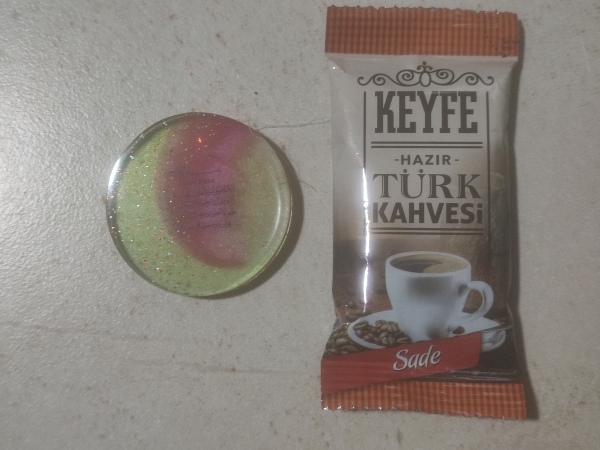 KEYFE
-HAZIR-
TÜRK
KAHVESİ
Sade